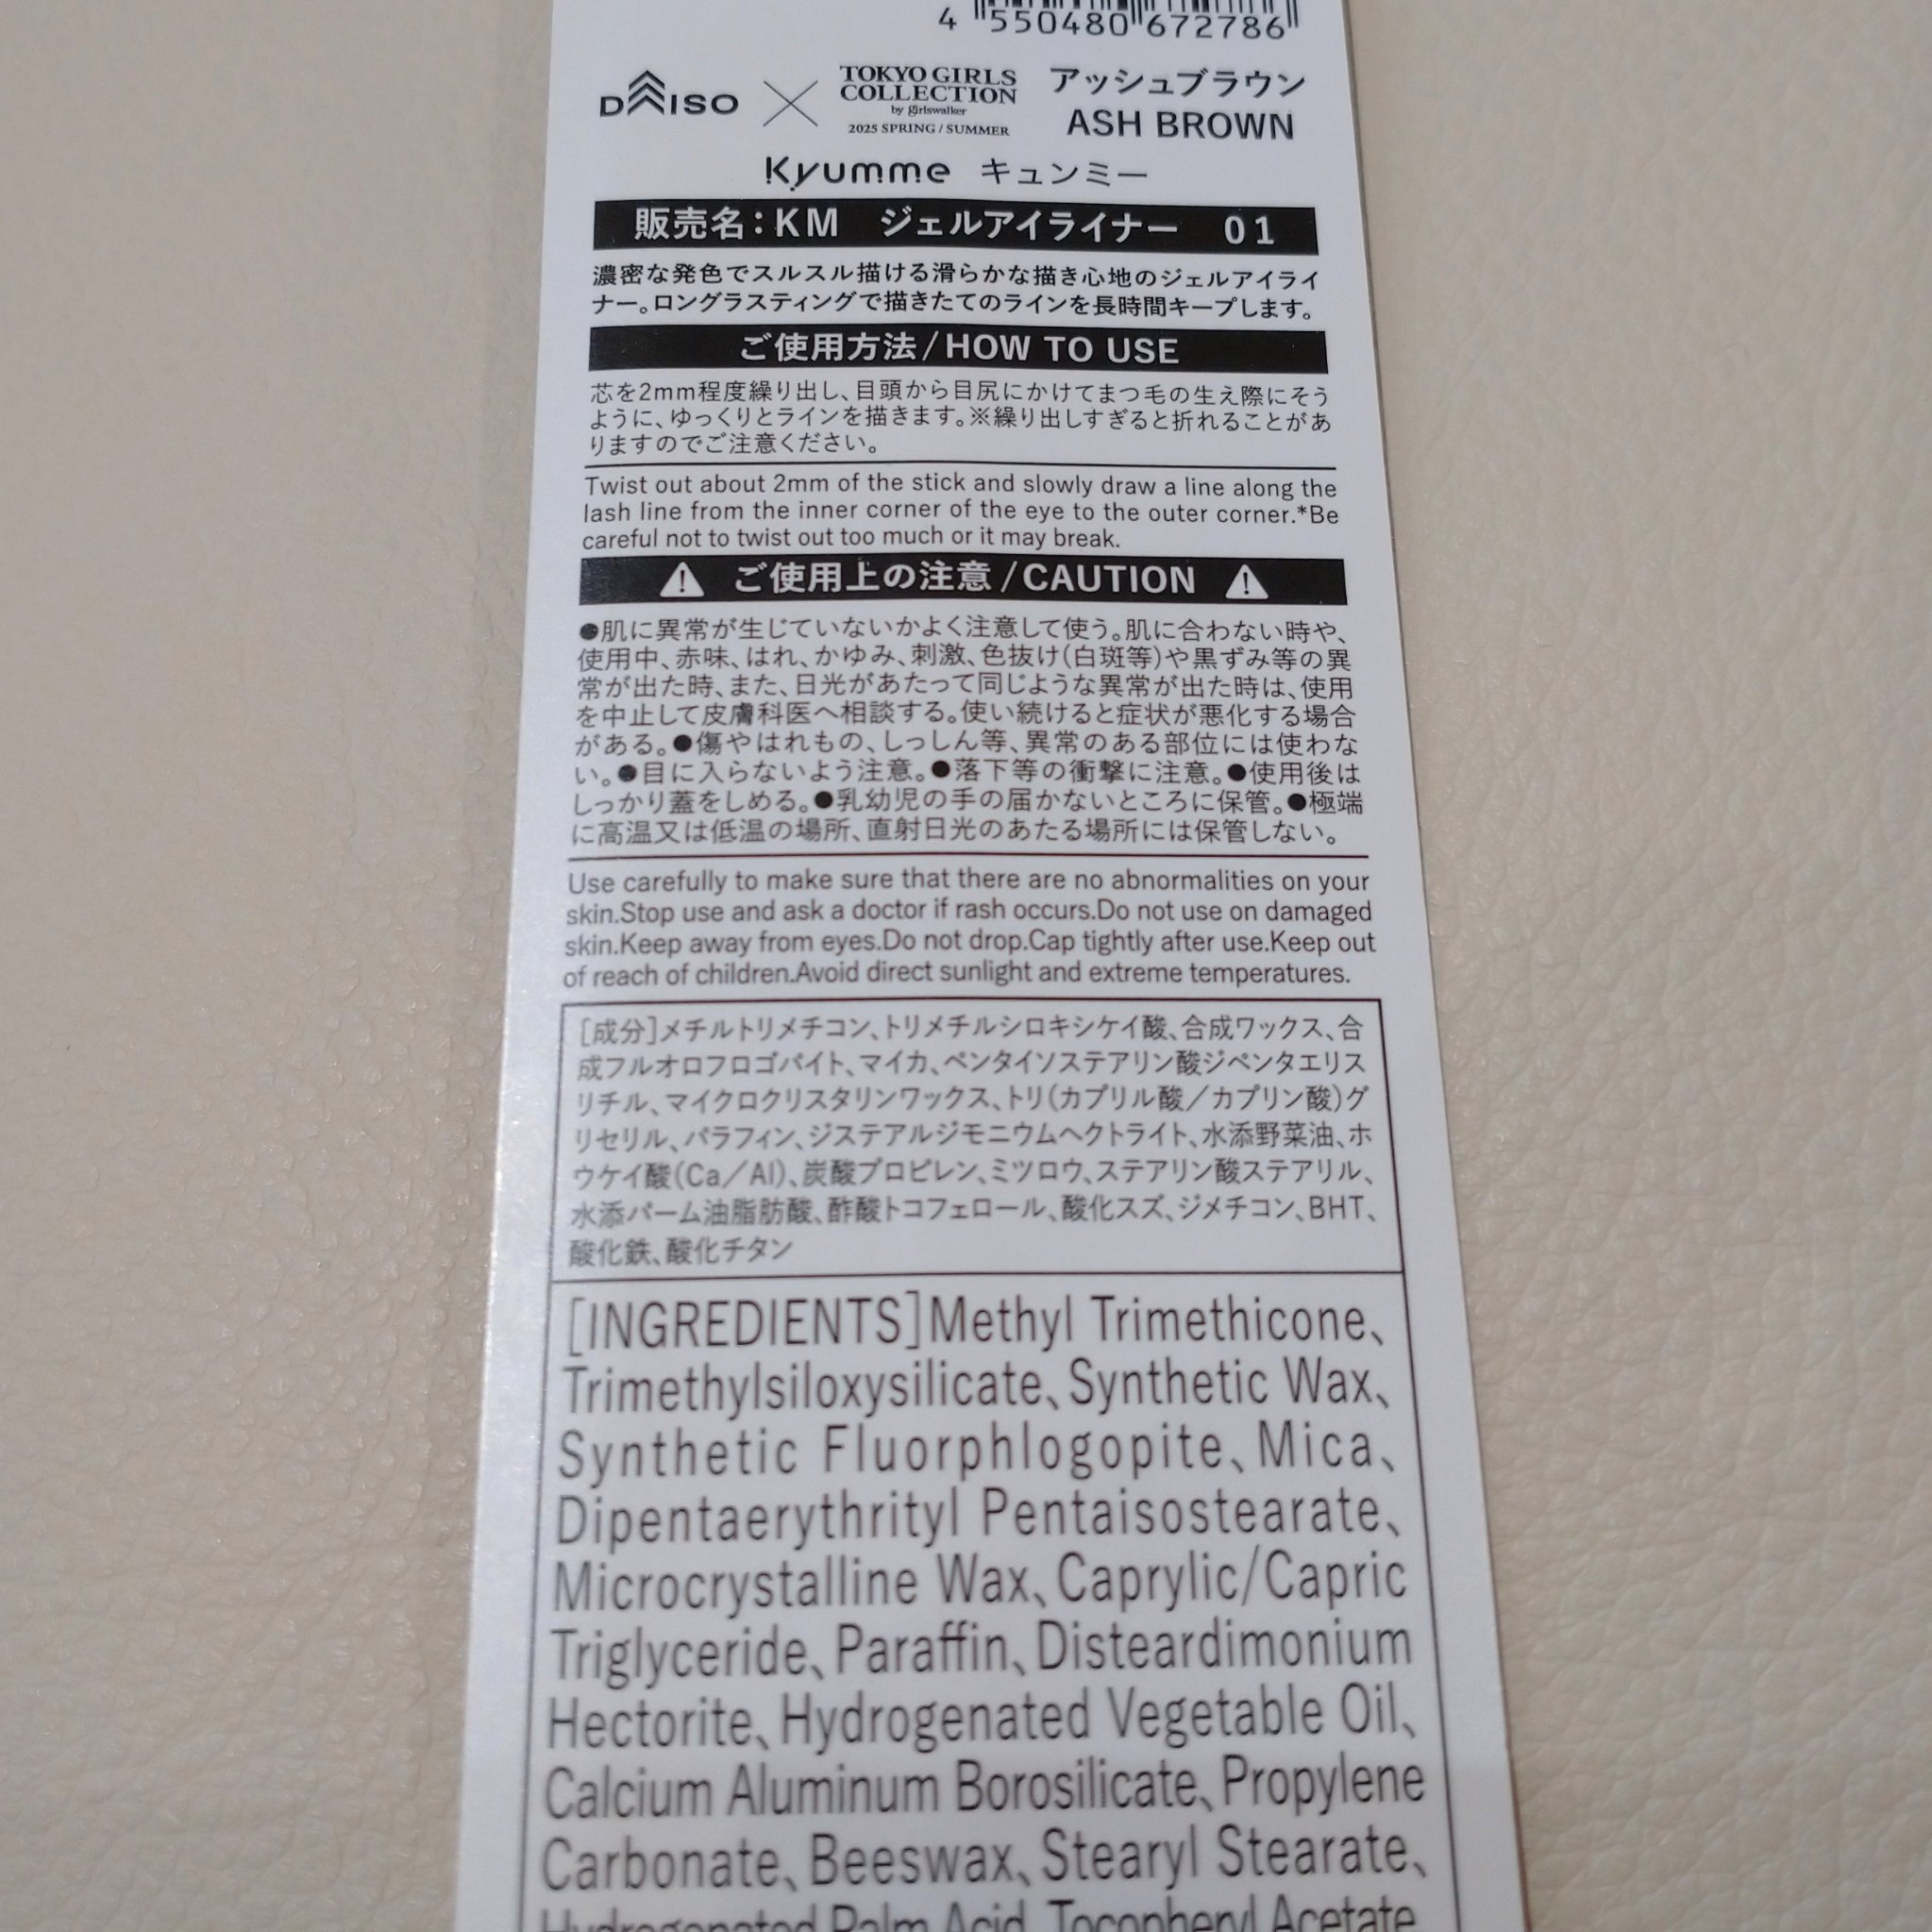 4 550480 672786
DAISO × TOKYO GIRLS COLLECTION by girlswalker 2025 SPRING / SUMMER
アッシュブラウン
ASH BROWN
Kyumme キュンミー
販売名：KM ジェルアイライナー 01
濃密な発色でスルスル描ける滑らかな描き心地のジェルアイライ
ナー。ロングラスティングで描きたてのラインを長時間キープします。
ご使用方法/HOW TO USE
芯を2mm程度繰り出し、目頭から目尻にかけてまつ毛の生え際にそう
ように、ゆっくりとラインを描きます。※繰り出しすぎると折れることがあ
りますのでご注意ください。
Twist out about 2mm of the stick and slowly draw a line along the
lash line from the inner corner of the eye to the outer corner.*Be
careful not to twist out too much or it may break.
ご使用上の注意/CAUTION
●肌に異常が生じていないかよく注意して使う。肌に合わない時や、
使用中、赤味、はれ、かゆみ、刺激、色抜け(白斑等)や黒ずみ等の異
常が出た時、また、日光があたって同じような異常が出た時は、使用
を中止して皮膚科医へ相談する。使い続けると症状が悪化する場合
がある。●傷やはれもの、しっしん等、異常のある部位には使わな
い。●目に入らないよう注意。●落下等の衝撃に注意。●使用後は
しっかり蓋をしめる。●乳幼児の手の届かないところに保管。●極端
に高温又は低温の場所、直射日光のあたる場所には保管しない。
Use carefully to make sure that there are no abnormalities on your
skin.Stop use and ask a doctor if rash occurs.Do not use on damaged
skin.Keep away from eyes.Do not drop.Cap tightly after use.Keep out
of reach of children.Avoid direct sunlight and extreme temperatures.
[成分]メチルトリメチコン、トリメチルシロキシケイ酸、合成ワックス、合
成フルオロフロゴパイト、マイカ、ペンタイソステアリン酸ジペンタエリス
リチル、マイクロクリスタリンワックス、トリ(カプリル酸／カプリン酸)グ
リセリル、パラフィン、ジステアルジモニウムヘクトライト、水添野菜油、ホ
ウケイ酸(Ca／Al)、炭酸プロピレン、ミツロウ、ステアリン酸ステアリル、
水添パーム油脂肪酸、酢酸トコフェロール、酸化スズ、ジメチコン、BHT、
酸化鉄、酸化チタン
[INGREDIENTS]Methyl Trimethicone、
Trimethylsiloxysilicate、Synthetic Wax、
Synthetic Fluorphlogopite、Mica、
Dipentaerythrityl Pentaisostearate、
Microcrystalline Wax、Caprylic/Capric
Triglyceride、Paraffin、Disteardimonium
Hectorite、Hydrogenated Vegetable Oil、
Calcium Aluminum Borosilicate、Propylene
Carbonate、Beeswax、Stearyl Stearate、
Hydrogenated Palm Acid、Tocopheryl Acetate